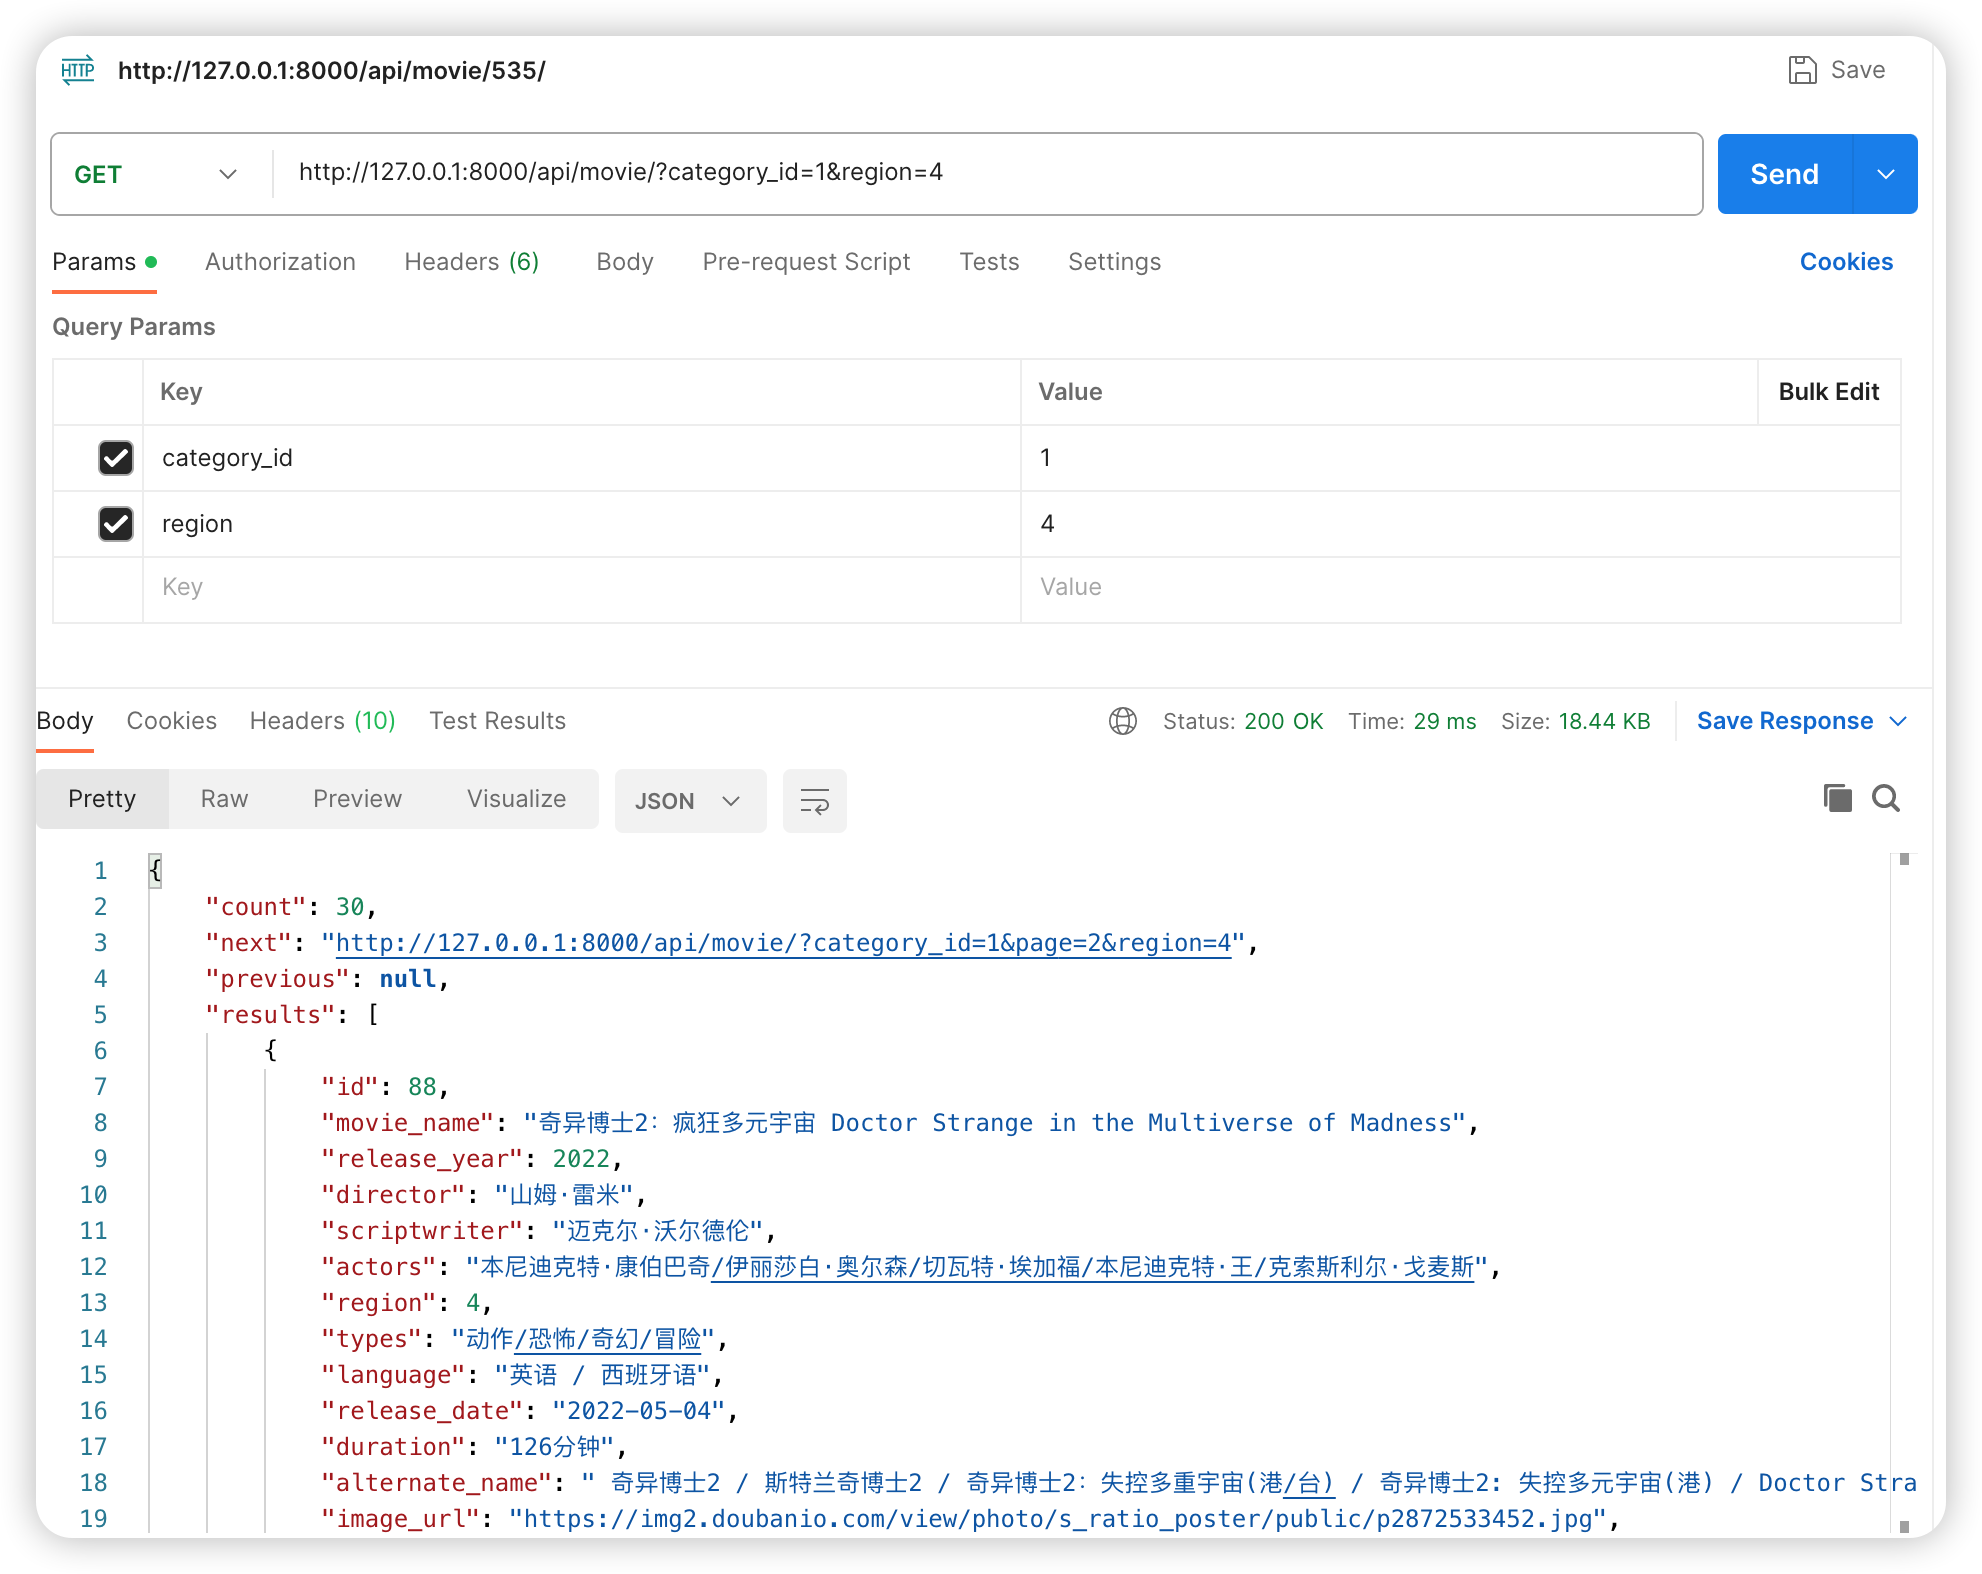 HTTP http://127.0.0.1:8000/api/movie/535/ Save
GET http://127.0.0.1:8000/api/movie/?category_id=1&region=4 Send
Params Authorization Headers (6) Body Pre-request Script Tests Settings Cookies
Query Params
Key Value Bulk Edit
category_id 1
region 4
Key Value
Body Cookies Headers (10) Test Results Status: 200 OK Time: 29 ms Size: 18.44 KB Save Response
Pretty Raw Preview Visualize JSON
1 {
2 "count": 30,
3 "next": "http://127.0.0.1:8000/api/movie/?category_id=1&page=2&region=4",
4 "previous": null,
5 "results": [
6 {
7 "id": 88,
8 "movie_name": "奇异博士2：疯狂多元宇宙 Doctor Strange in the Multiverse of Madness",
9 "release_year": 2022,
10 "director": "山姆·雷米",
11 "scriptwriter": "迈克尔·沃尔德伦",
12 "actors": "本尼迪克特·康伯巴奇/伊丽莎白·奥尔森/切瓦特·埃加福/本尼迪克特·王/克索斯利尔·戈麦斯",
13 "region": 4,
14 "types": "动作/恐怖/奇幻/冒险",
15 "language": "英语 / 西班牙语",
16 "release_date": "2022-05-04",
17 "duration": "126分钟",
18 "alternate_name": " 奇异博士2 / 斯特兰奇博士2 / 奇异博士2：失控多重宇宙(港/台) / 奇异博士2: 失控多元宇宙(港) / Doctor Stra
19 "image_url": "https://img2.doubanio.com/view/photo/s_ratio_poster/public/p2872533452.jpg",